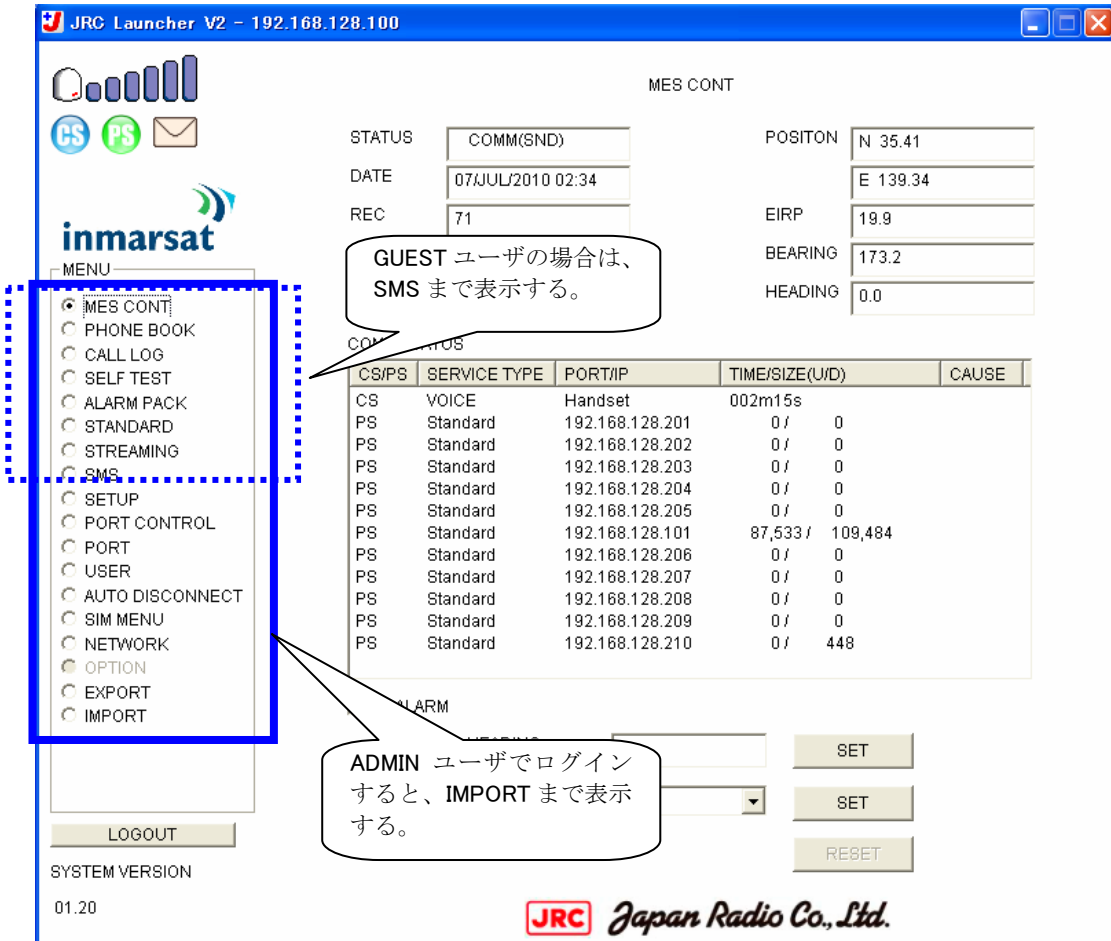 JRC Launcher V2 - 192.168.128.100
MES CONT
CS PS
STATUS COMM(SND) POSITON N 35.41
DATE 07/JUL/2010 02:34 E 139.34
REC 71 EIRP 19.9
BEARING 173.2
HEADING 0.0
inmarsat
GUEST ユーザの場合は、
SMS まで表示する。
MENU
MES CONT
PHONE BOOK
CALL LOG
SELF TEST
ALARM PACK
STANDARD
STREAMING
SMS
SETUP
PORT CONTROL
PORT
USER
AUTO DISCONNECT
SIM MENU
NETWORK
OPTION
EXPORT
IMPORT
CS/PS SERVICE TYPE PORT/IP TIME/SIZE(U/D) CAUSE
CS VOICE Handset 002m15s
PS Standard 192.168.128.201 0 / 0
PS Standard 192.168.128.202 0 / 0
PS Standard 192.168.128.203 0 / 0
PS Standard 192.168.128.204 0 / 0
PS Standard 192.168.128.205 0 / 0
PS Standard 192.168.128.101 87,533 / 109,484
PS Standard 192.168.128.206 0 / 0
PS Standard 192.168.128.207 0 / 0
PS Standard 192.168.128.208 0 / 0
PS Standard 192.168.128.209 0 / 0
PS Standard 192.168.128.210 0 / 448
ALARM
SET
ADMIN ユーザでログイン
すると、IMPORT まで表示
する。
SET
RESET
LOGOUT
SYSTEM VERSION
01.20
JRC Japan Radio Co., Ltd.